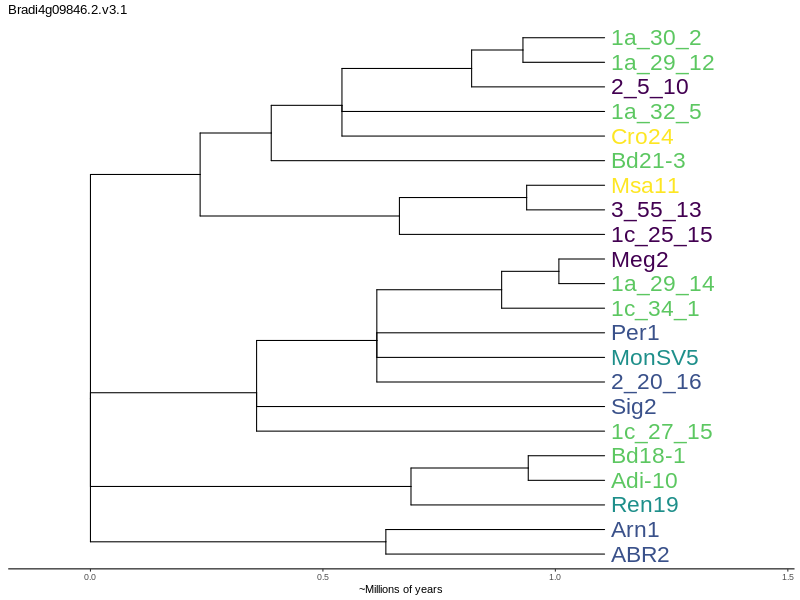 Bradi4g09846.2.v3.1
1a_30_2
1a_29_12
2_5_10
1a_32_5
Cro24
Bd21-3
Msa11
3_55_13
1c_25_15
Meg2
1a_29_14
1c_34_1
Per1
MonSV5
2_20_16
Sig2
1c_27_15
Bd18-1
Adi-10
Ren19
Arn1
ABR2
0.0 0.5 1.0 1.5
~Millions of years